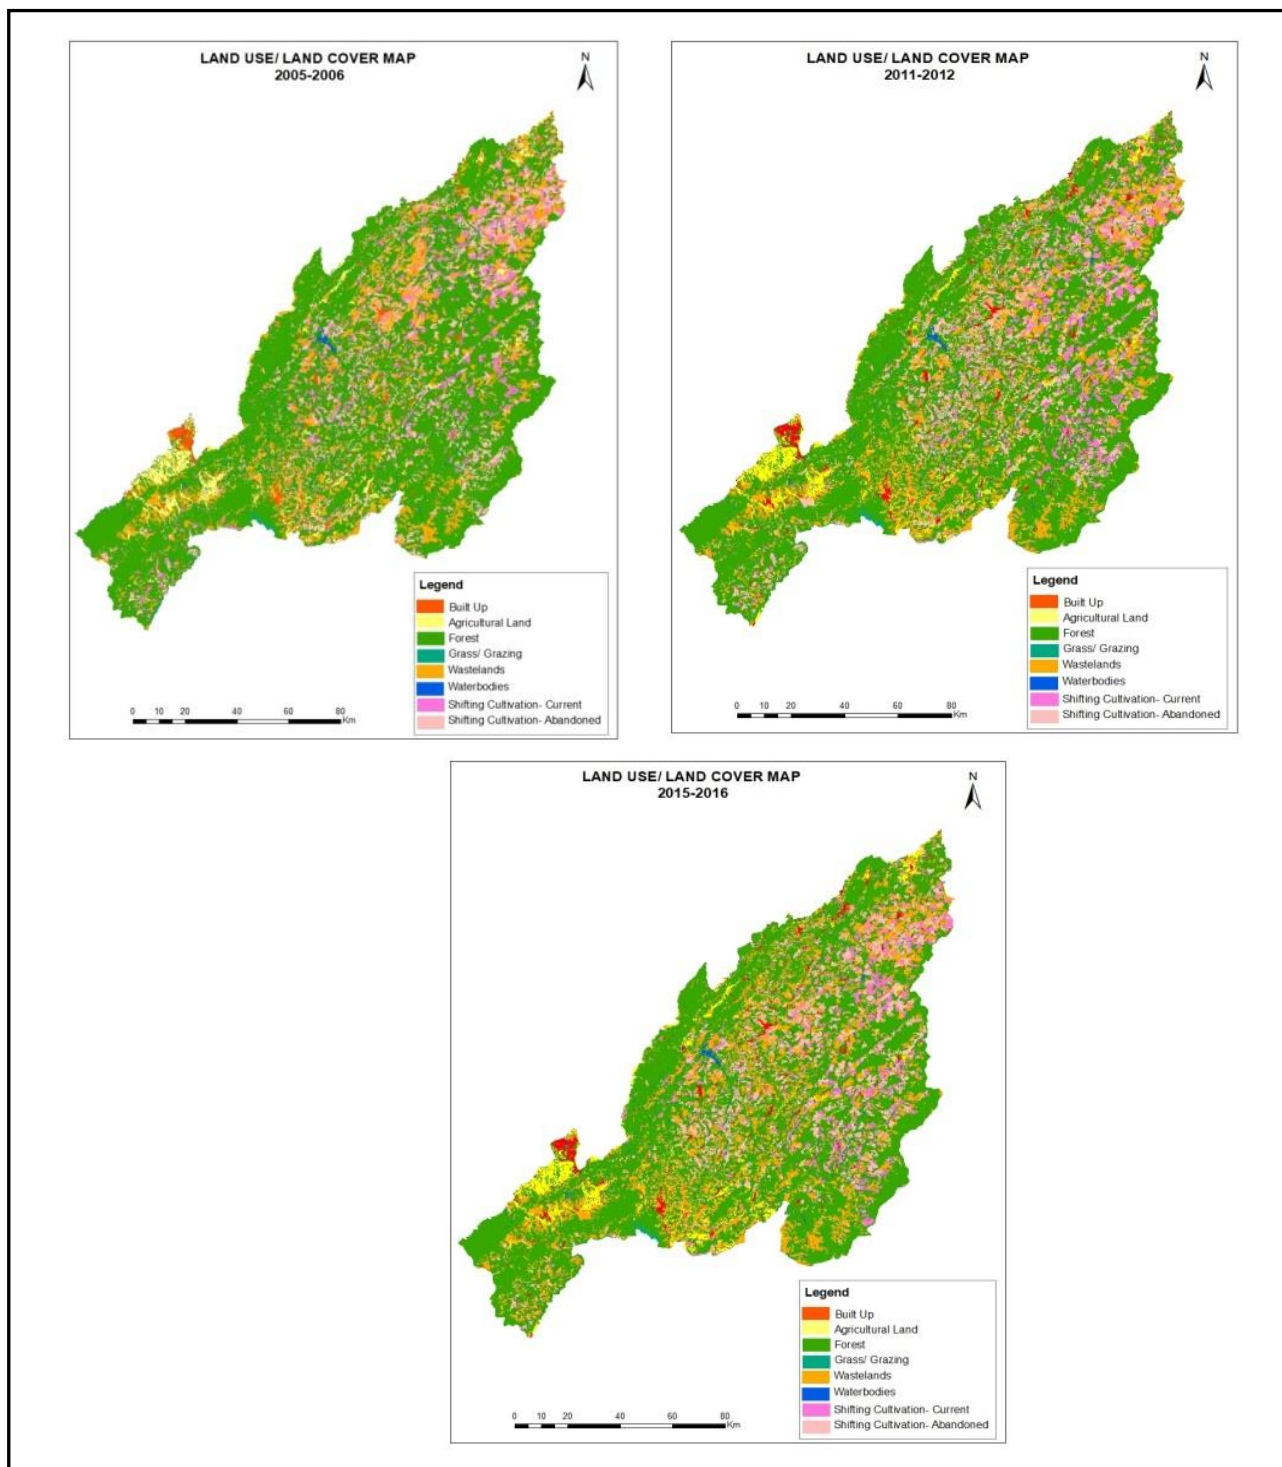 LAND USE/ LAND COVER MAP
2005-2006
N
Legend
Built Up
Agricultural Land
Forest
Grass/ Grazing
Wastelands
Waterbodies
Shifting Cultivation- Current
Shifting Cultivation- Abandoned
0 10 20 40 60 80
Km
LAND USE/ LAND COVER MAP
2011-2012
N
Legend
Built Up
Agricultural Land
Forest
Grass/ Grazing
Wastelands
Waterbodies
Shifting Cultivation- Current
Shifting Cultivation- Abandoned
0 10 20 40 60 80
Km
LAND USE/ LAND COVER MAP
2015-2016
N
Legend
Built Up
Agricultural Land
Forest
Grass/ Grazing
Wastelands
Waterbodies
Shifting Cultivation- Current
Shifting Cultivation- Abandoned
0 10 20 40 60 80
Km